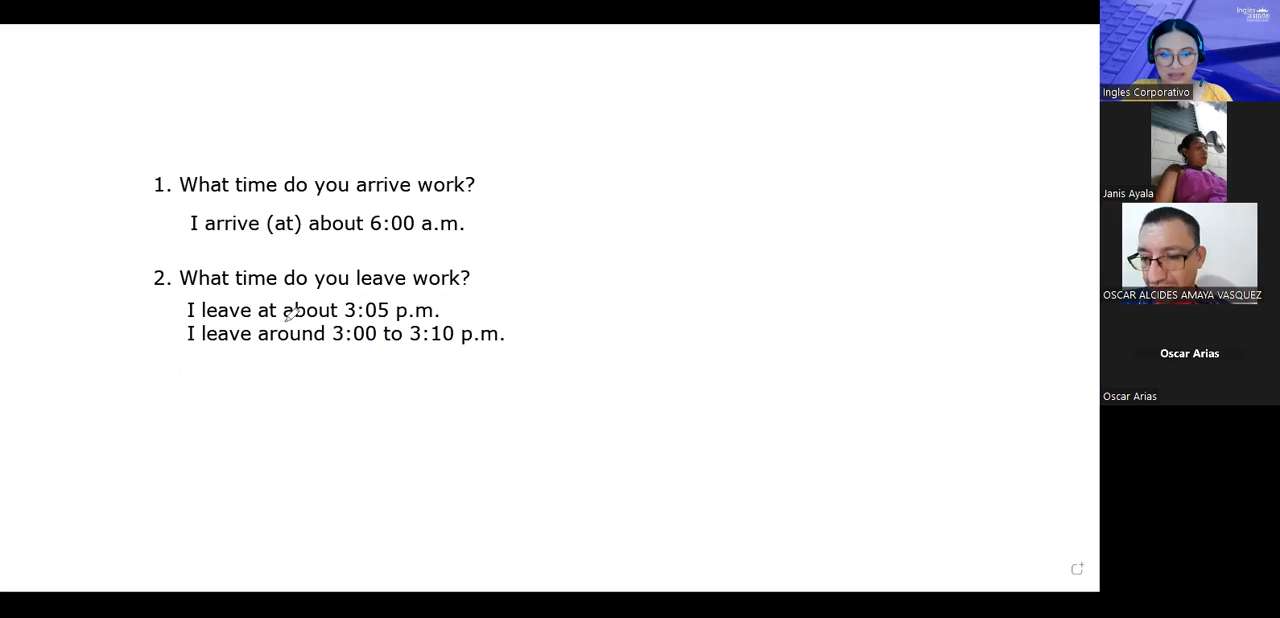 1. What time do you arrive work?
I arrive (at) about 6:00 a.m.
2. What time do you leave work?
I leave at about 3:05 p.m.
I leave around 3:00 to 3:10 p.m.
Ingles Corporativo
Janis Ayala
OSCAR ALCIDES AMAYA VASQUEZ
Oscar Arias
Oscar Arias